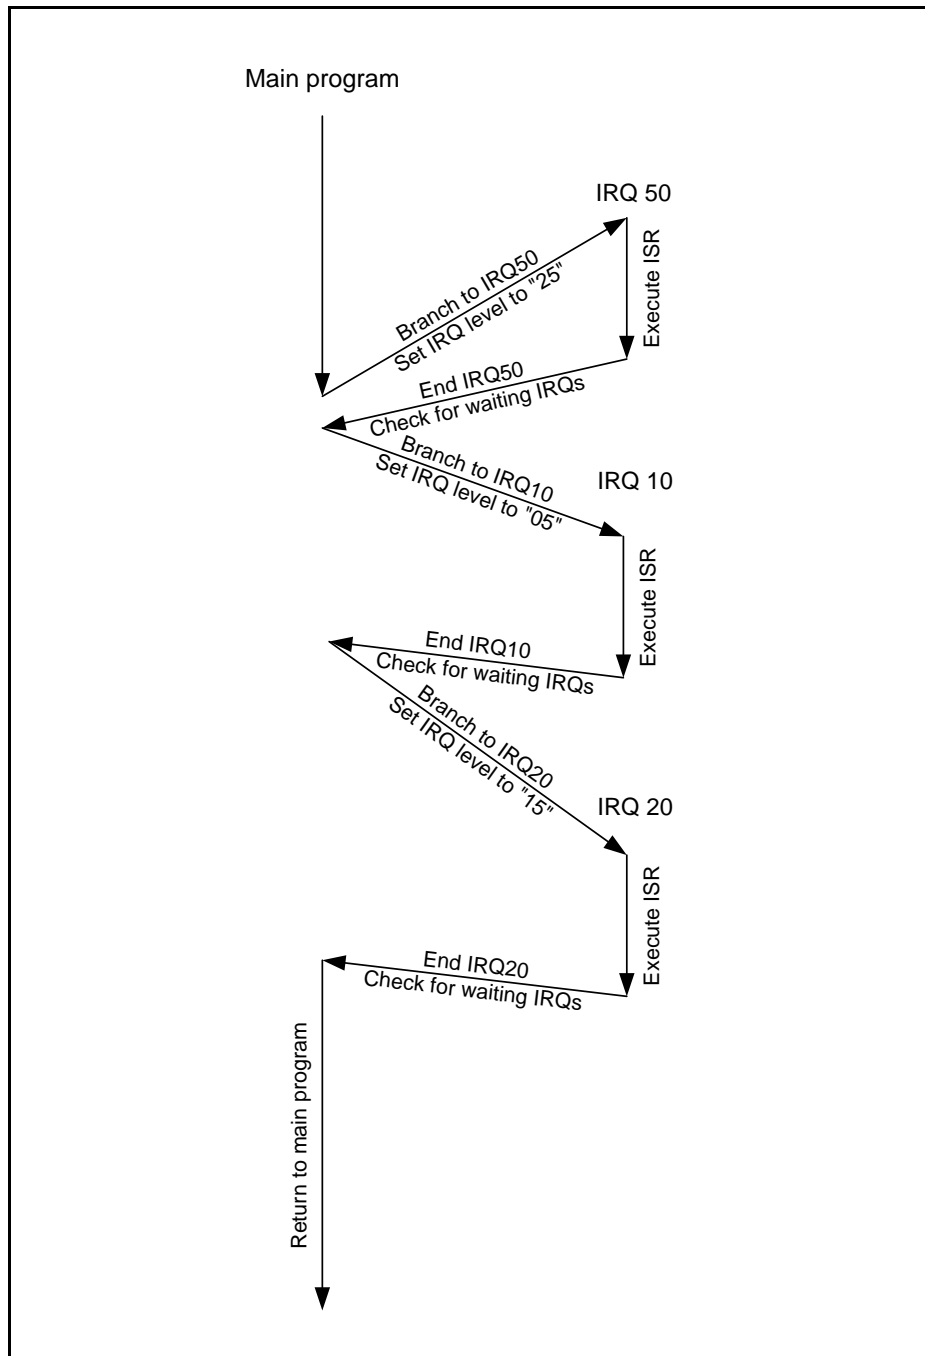 Main program
IRQ 50
Branch to IRQ50
Set IRQ level to "25"
Execute ISR
End IRQ50
Check for waiting IRQs
Branch to IRQ10
Set IRQ level to "05"
IRQ 10
Execute ISR
End IRQ10
Check for waiting IRQs
Branch to IRQ20
Set IRQ level to "15"
IRQ 20
Execute ISR
End IRQ20
Check for waiting IRQs
Return to main program